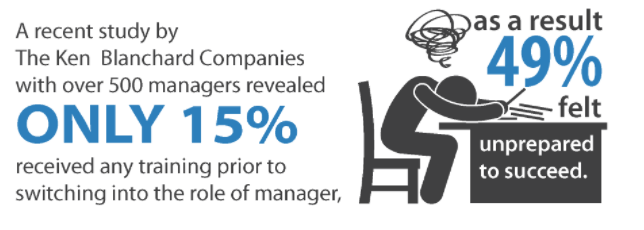 A recent study by
The Ken Blanchard Companies
with over 500 managers revealed
ONLY 15%
received any training prior to
switching into the role of manager,
as a result
49%
felt
unprepared
to succeed.